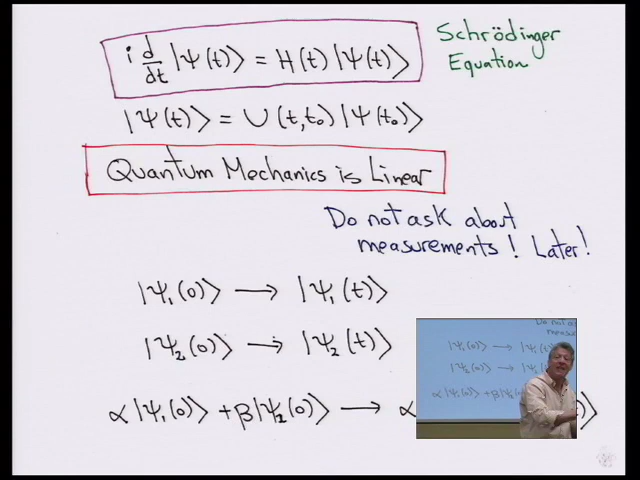 i d/dt |Ψ(t)⟩ = H(t) |Ψ(t)⟩
Schrödinger
Equation
|Ψ(t)⟩ = U(t,t₀) |Ψ(t₀)⟩
Quantum Mechanics is Linear
Do not ask about
measurements! Later!
|Ψ₁(0)⟩ → |Ψ₁(t)⟩
|Ψ₂(0)⟩ → |Ψ₂(t)⟩
α|Ψ₁(0)⟩ + β|Ψ₂(0)⟩ → α